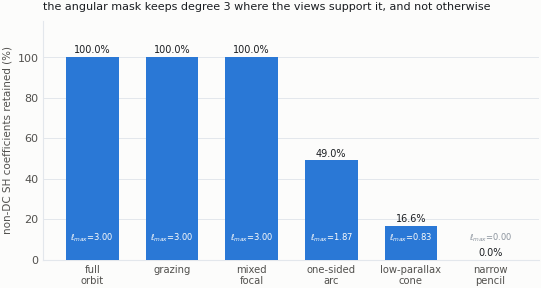 the angular mask keeps degree 3 where the views support it, and not otherwise
non-DC SH coefficients retained (%)
100
80
60
40
20
0
100.0%
100.0%
100.0%
49.0%
16.6%
0.0%
ℓmax=3.00
ℓmax=3.00
ℓmax=3.00
ℓmax=1.87
ℓmax=0.83
ℓmax=0.00
full
orbit
grazing
mixed
focal
one-sided
arc
low-parallax
cone
narrow
pencil